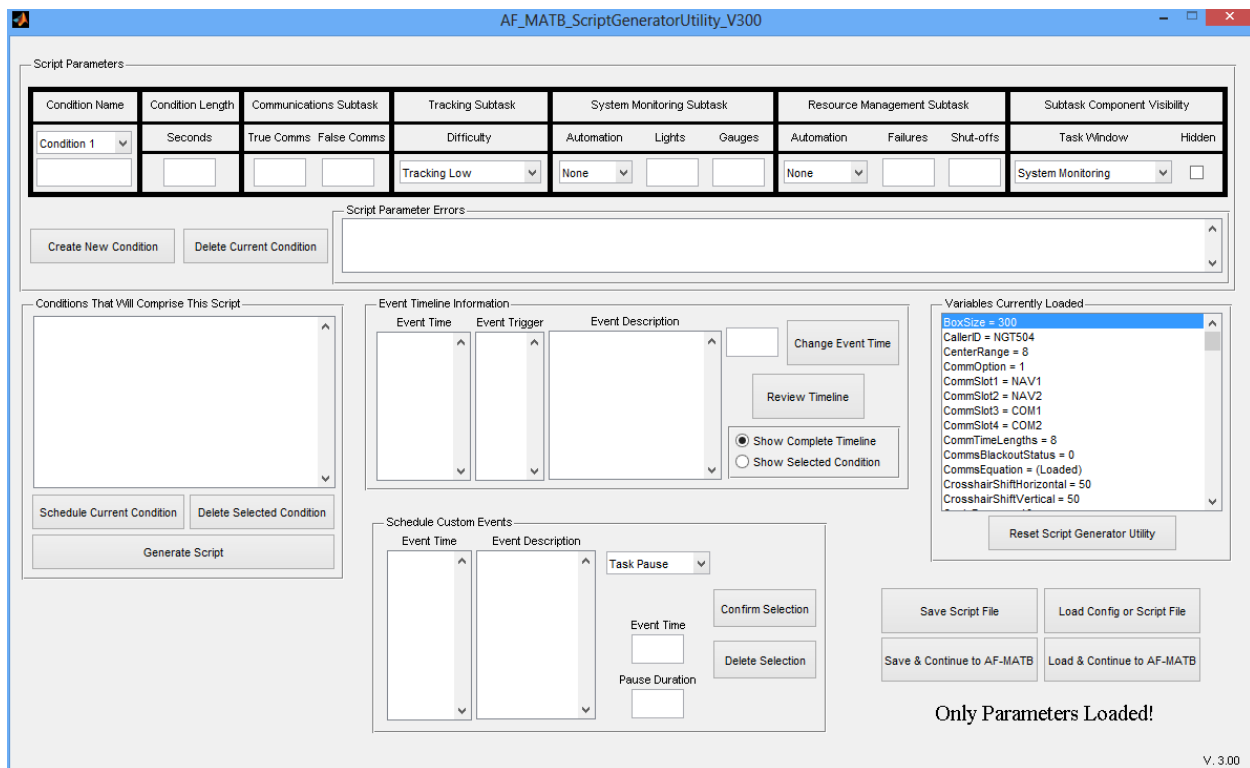 AF_MATB_ScriptGeneratorUtility_V300
Script Parameters
Condition Name Condition Length Communications Subtask Tracking Subtask System Monitoring Subtask Resource Management Subtask Subtask Component Visibility
Condition 1 Seconds True Comms False Comms Difficulty Automation Lights Gauges Automation Failures Shut-offs Task Window Hidden
Tracking Low None None System Monitoring
Script Parameter Errors
Create New Condition Delete Current Condition
Conditions That Will Comprise This Script
Schedule Current Condition Delete Selected Condition
Generate Script
Event Timeline Information
Event Time Event Trigger Event Description
Change Event Time
Review Timeline
Show Complete Timeline
Show Selected Condition
Variables Currently Loaded
BoxSize = 300
CallerID = NGT504
CenterRange = 8
CommOption = 1
CommSlot1 = NAV1
CommSlot2 = NAV2
CommSlot3 = COM1
CommSlot4 = COM2
CommTimeLengths = 8
CommsBlackoutStatus = 0
CommsEquation = (Loaded)
CrosshairShiftHorizontal = 50
CrosshairShiftVertical = 50
Reset Script Generator Utility
Schedule Custom Events
Event Time Event Description
Task Pause
Confirm Selection
Event Time
Delete Selection
Pause Duration
Save Script File Load Config or Script File
Save & Continue to AF-MATB Load & Continue to AF-MATB
Only Parameters Loaded!
V. 3.00